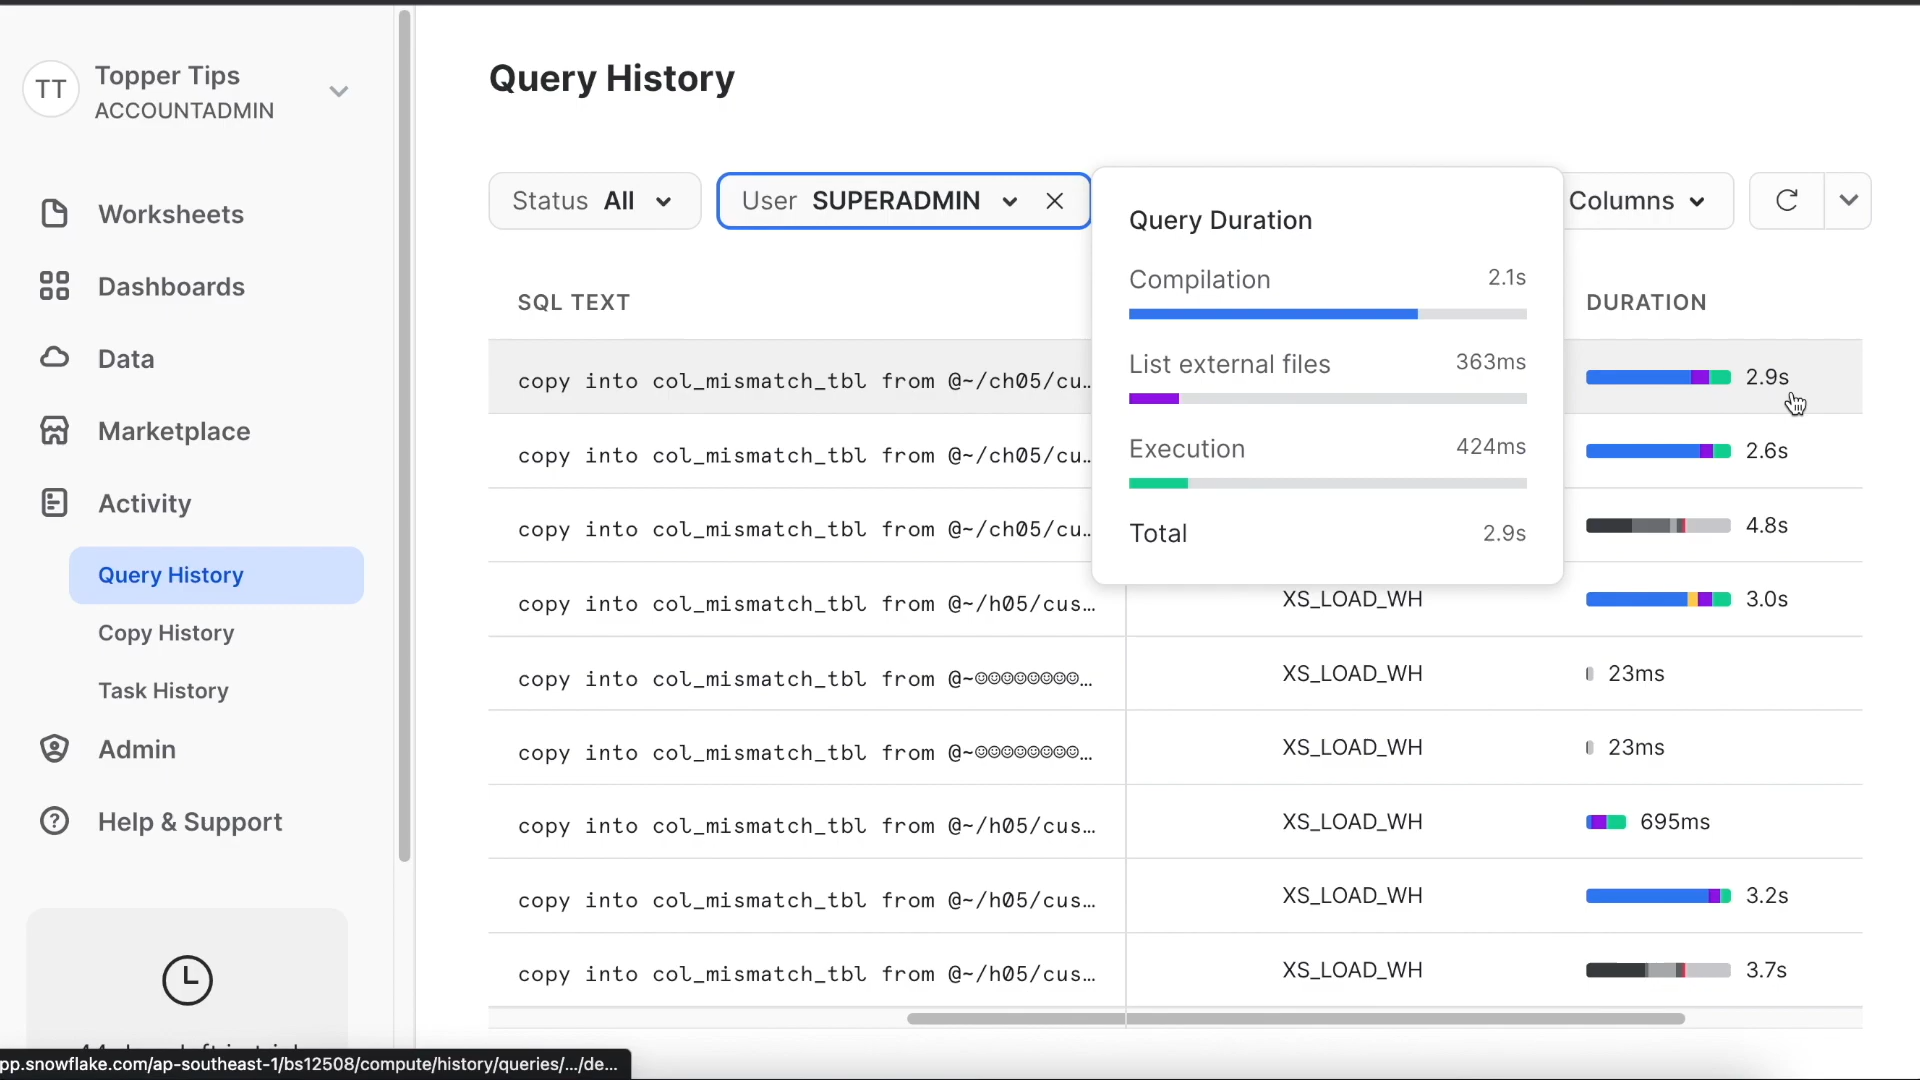 TT
Topper Tips
ACCOUNTADMIN
Worksheets
Dashboards
Data
Marketplace
Activity
Query History
Copy History
Task History
Admin
Help & Support
pp.snowflake.com/ap-southeast-1/bs12508/compute/history/queries/.../de...
Query History
Status All
User SUPERADMIN
Columns
SQL TEXT
DURATION
copy into col_mismatch_tbl from @~/ch05/cu… 2.9s
copy into col_mismatch_tbl from @~/ch05/cu… 2.6s
copy into col_mismatch_tbl from @~/ch05/cu… 4.8s
copy into col_mismatch_tbl from @~/h05/cus… XS_LOAD_WH 3.0s
copy into col_mismatch_tbl from @~☺☺☺☺☺☺☺☺… XS_LOAD_WH 23ms
copy into col_mismatch_tbl from @~☺☺☺☺☺☺☺☺… XS_LOAD_WH 23ms
copy into col_mismatch_tbl from @~/h05/cus… XS_LOAD_WH 695ms
copy into col_mismatch_tbl from @~/h05/cus… XS_LOAD_WH 3.2s
copy into col_mismatch_tbl from @~/h05/cus… XS_LOAD_WH 3.7s
Query Duration
Compilation 2.1s
List external files 363ms
Execution 424ms
Total 2.9s